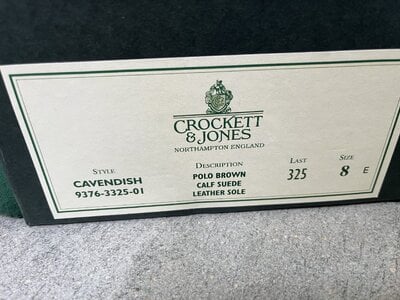 CROCKETT
& JONES
NORTHAMPTON ENGLAND
STYLE
CAVENDISH
9376-3325-01
DESCRIPTION
POLO BROWN
CALF SUEDE
LEATHER SOLE
LAST
325
SIZE
8 E